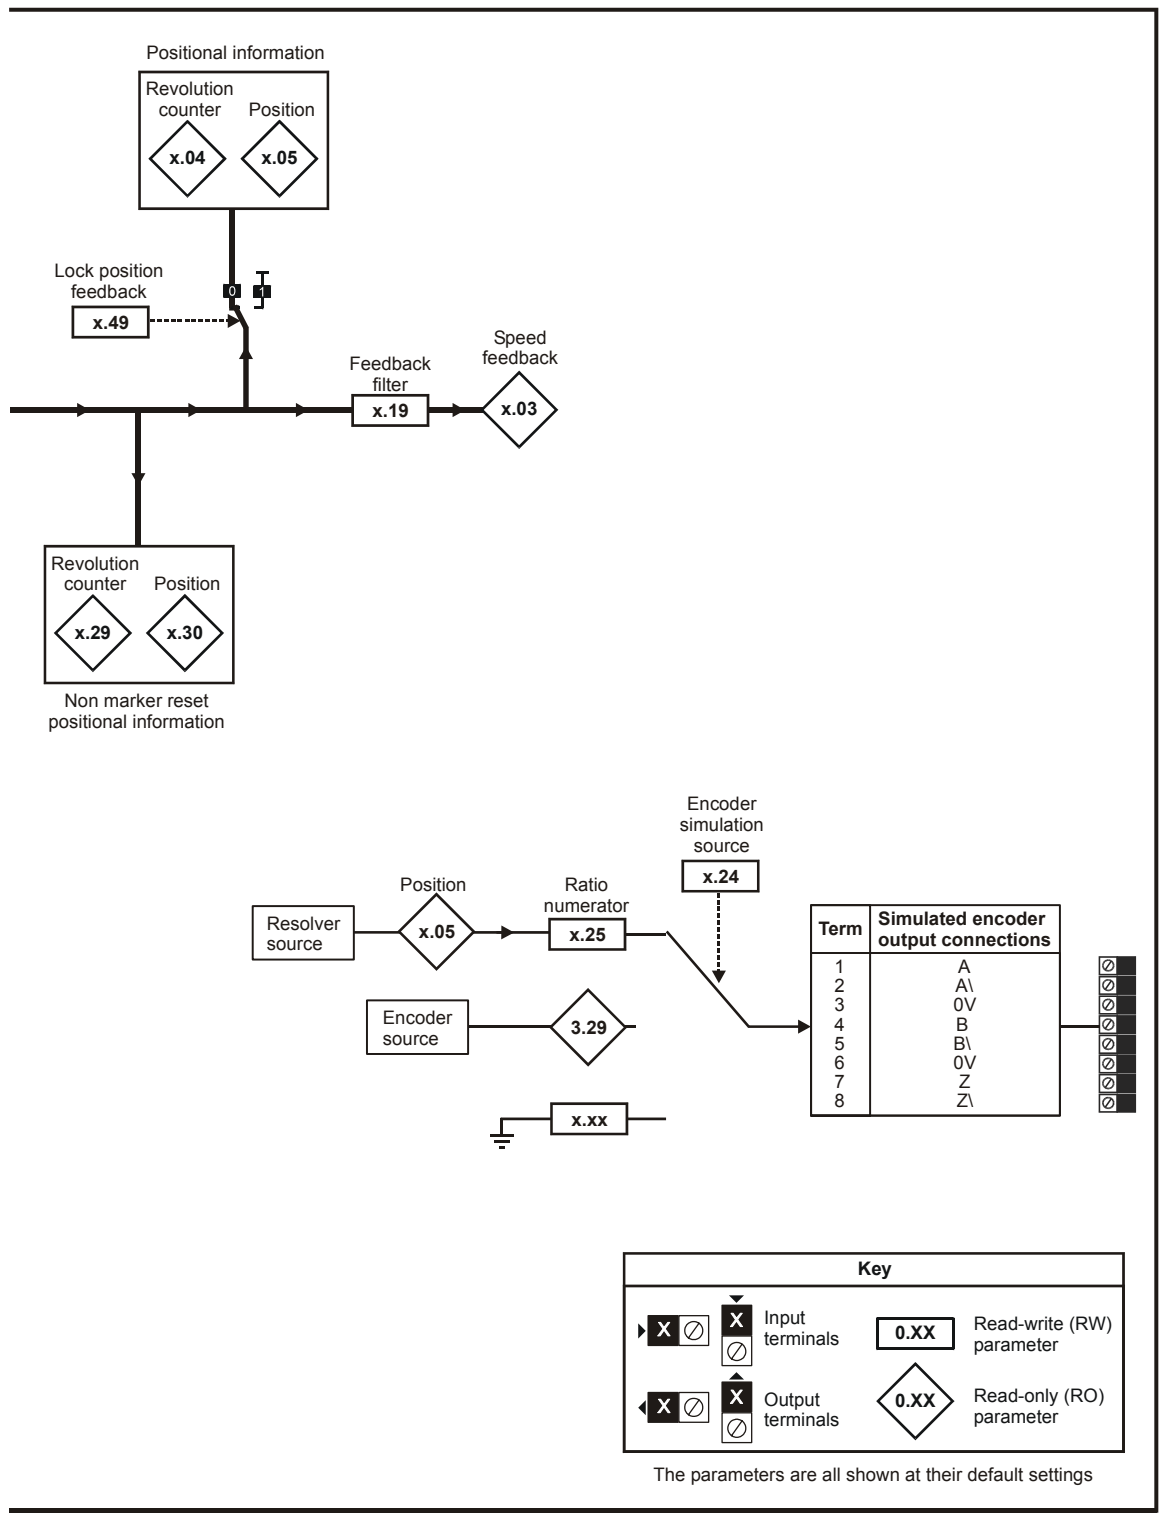 Positional information
Revolution
counter
Position
x.04
x.05
Lock position
feedback
0
1
x.49
Speed
feedback
Feedback
filter
x.19
x.03
Revolution
counter
Position
x.29
x.30
Non marker reset
positional information
Encoder
simulation
source
x.24
Position
Ratio
numerator
Resolver
source
x.05
x.25
Encoder
source
3.29
x.xx
Term
Simulated encoder
output connections
1 A
2 A\
3 0V
4 B
5 B\
6 0V
7 Z
8 Z\
Key
X
X
Input
terminals
0.XX
Read-write (RW)
parameter
X
X
Output
terminals
0.XX
Read-only (RO)
parameter
The parameters are all shown at their default settings